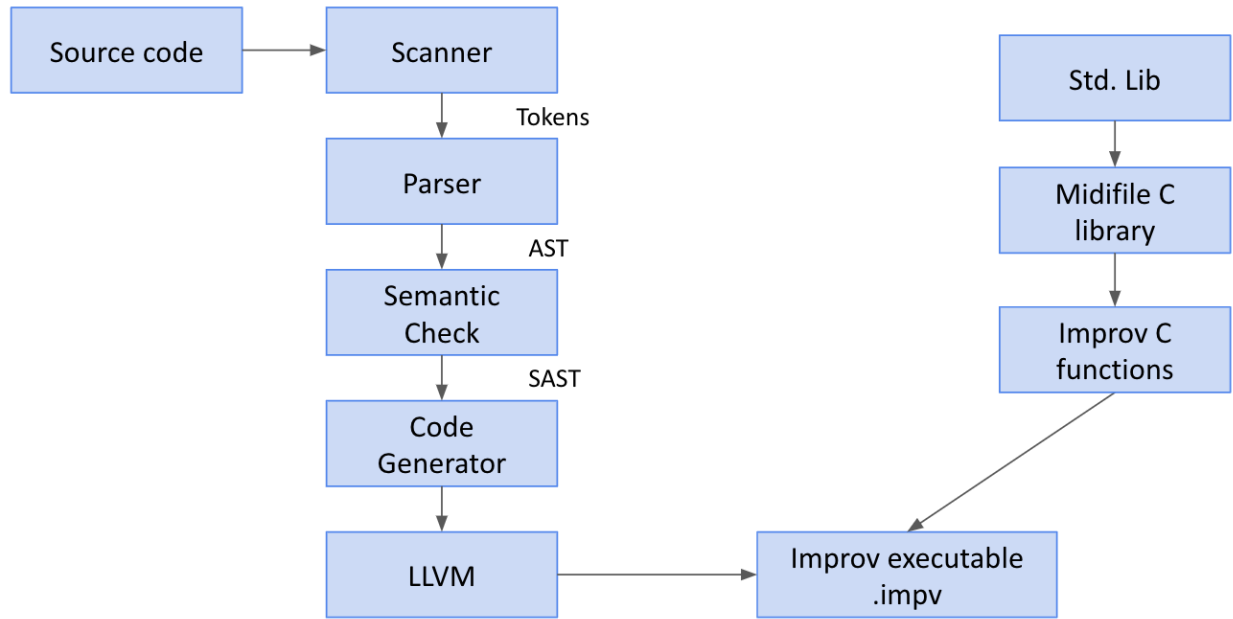 Source code
Scanner
Tokens
Parser
AST
Semantic
Check
SAST
Code
Generator
LLVM
Std. Lib
Midifile C
library
Improv C
functions
Improv executable
.impv